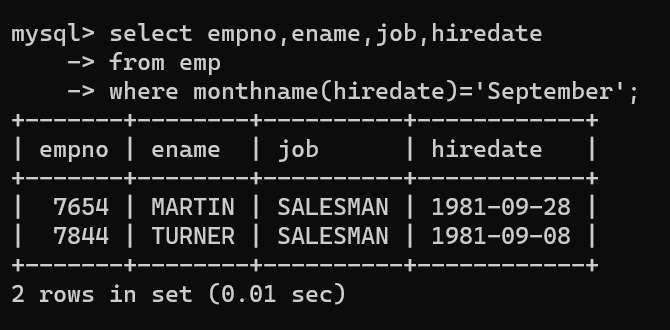 mysql> select empno,ename,job,hiredate
    -> from emp
    -> where monthname(hiredate)='September';
+-------+--------+----------+------------+
| empno | ename  | job      | hiredate   |
+-------+--------+----------+------------+
|  7654 | MARTIN | SALESMAN | 1981-09-28 |
|  7844 | TURNER | SALESMAN | 1981-09-08 |
+-------+--------+----------+------------+
2 rows in set (0.01 sec)